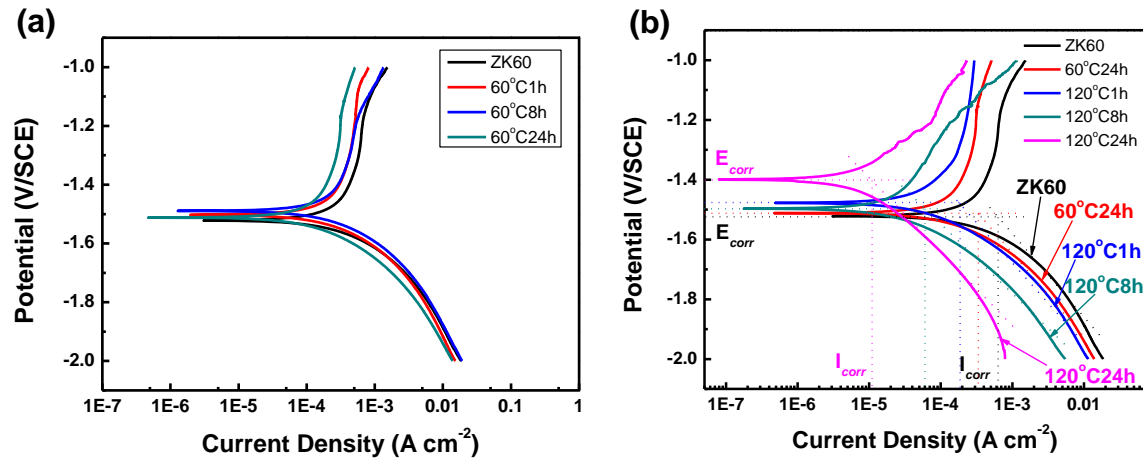 (a)
-1.0
-1.2
-1.4
-1.6
-1.8
-2.0
Potential (V/SCE)
ZK60
60°C1h
60°C8h
60°C24h
1E-7 1E-6 1E-5 1E-4 1E-3 0.01 0.1 1
Current Density (A cm⁻²)
(b)
-1.0
-1.2
-1.4
-1.6
-1.8
-2.0
Potential (V/SCE)
ZK60
60°C24h
120°C1h
120°C8h
120°C24h
E_corr
E_corr
ZK60
60°C24h
120°C1h
120°C8h
120°C24h
I_corr
I_corr
1E-7 1E-6 1E-5 1E-4 1E-3 0.01
Current Density (A cm⁻²)